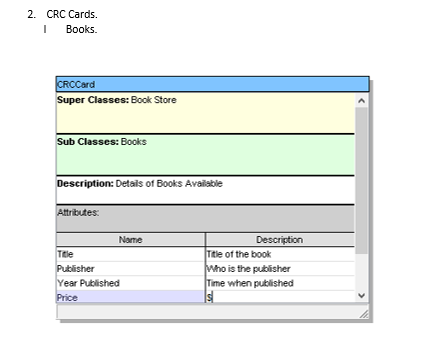 2. CRC Cards.
I Books.
CRCCard
Super Classes: Book Store
Sub Classes: Books
Description: Details of Books Available
Attributes:
Name Description
Title Title of the book
Publisher Who is the publisher
Year Published Time when published
Price $